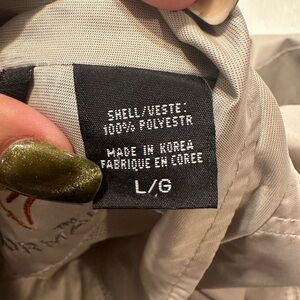 SHELL/VESTE:
100% POLYESTR
MADE IN KOREA
FABRIQUE EN COREE
L/G